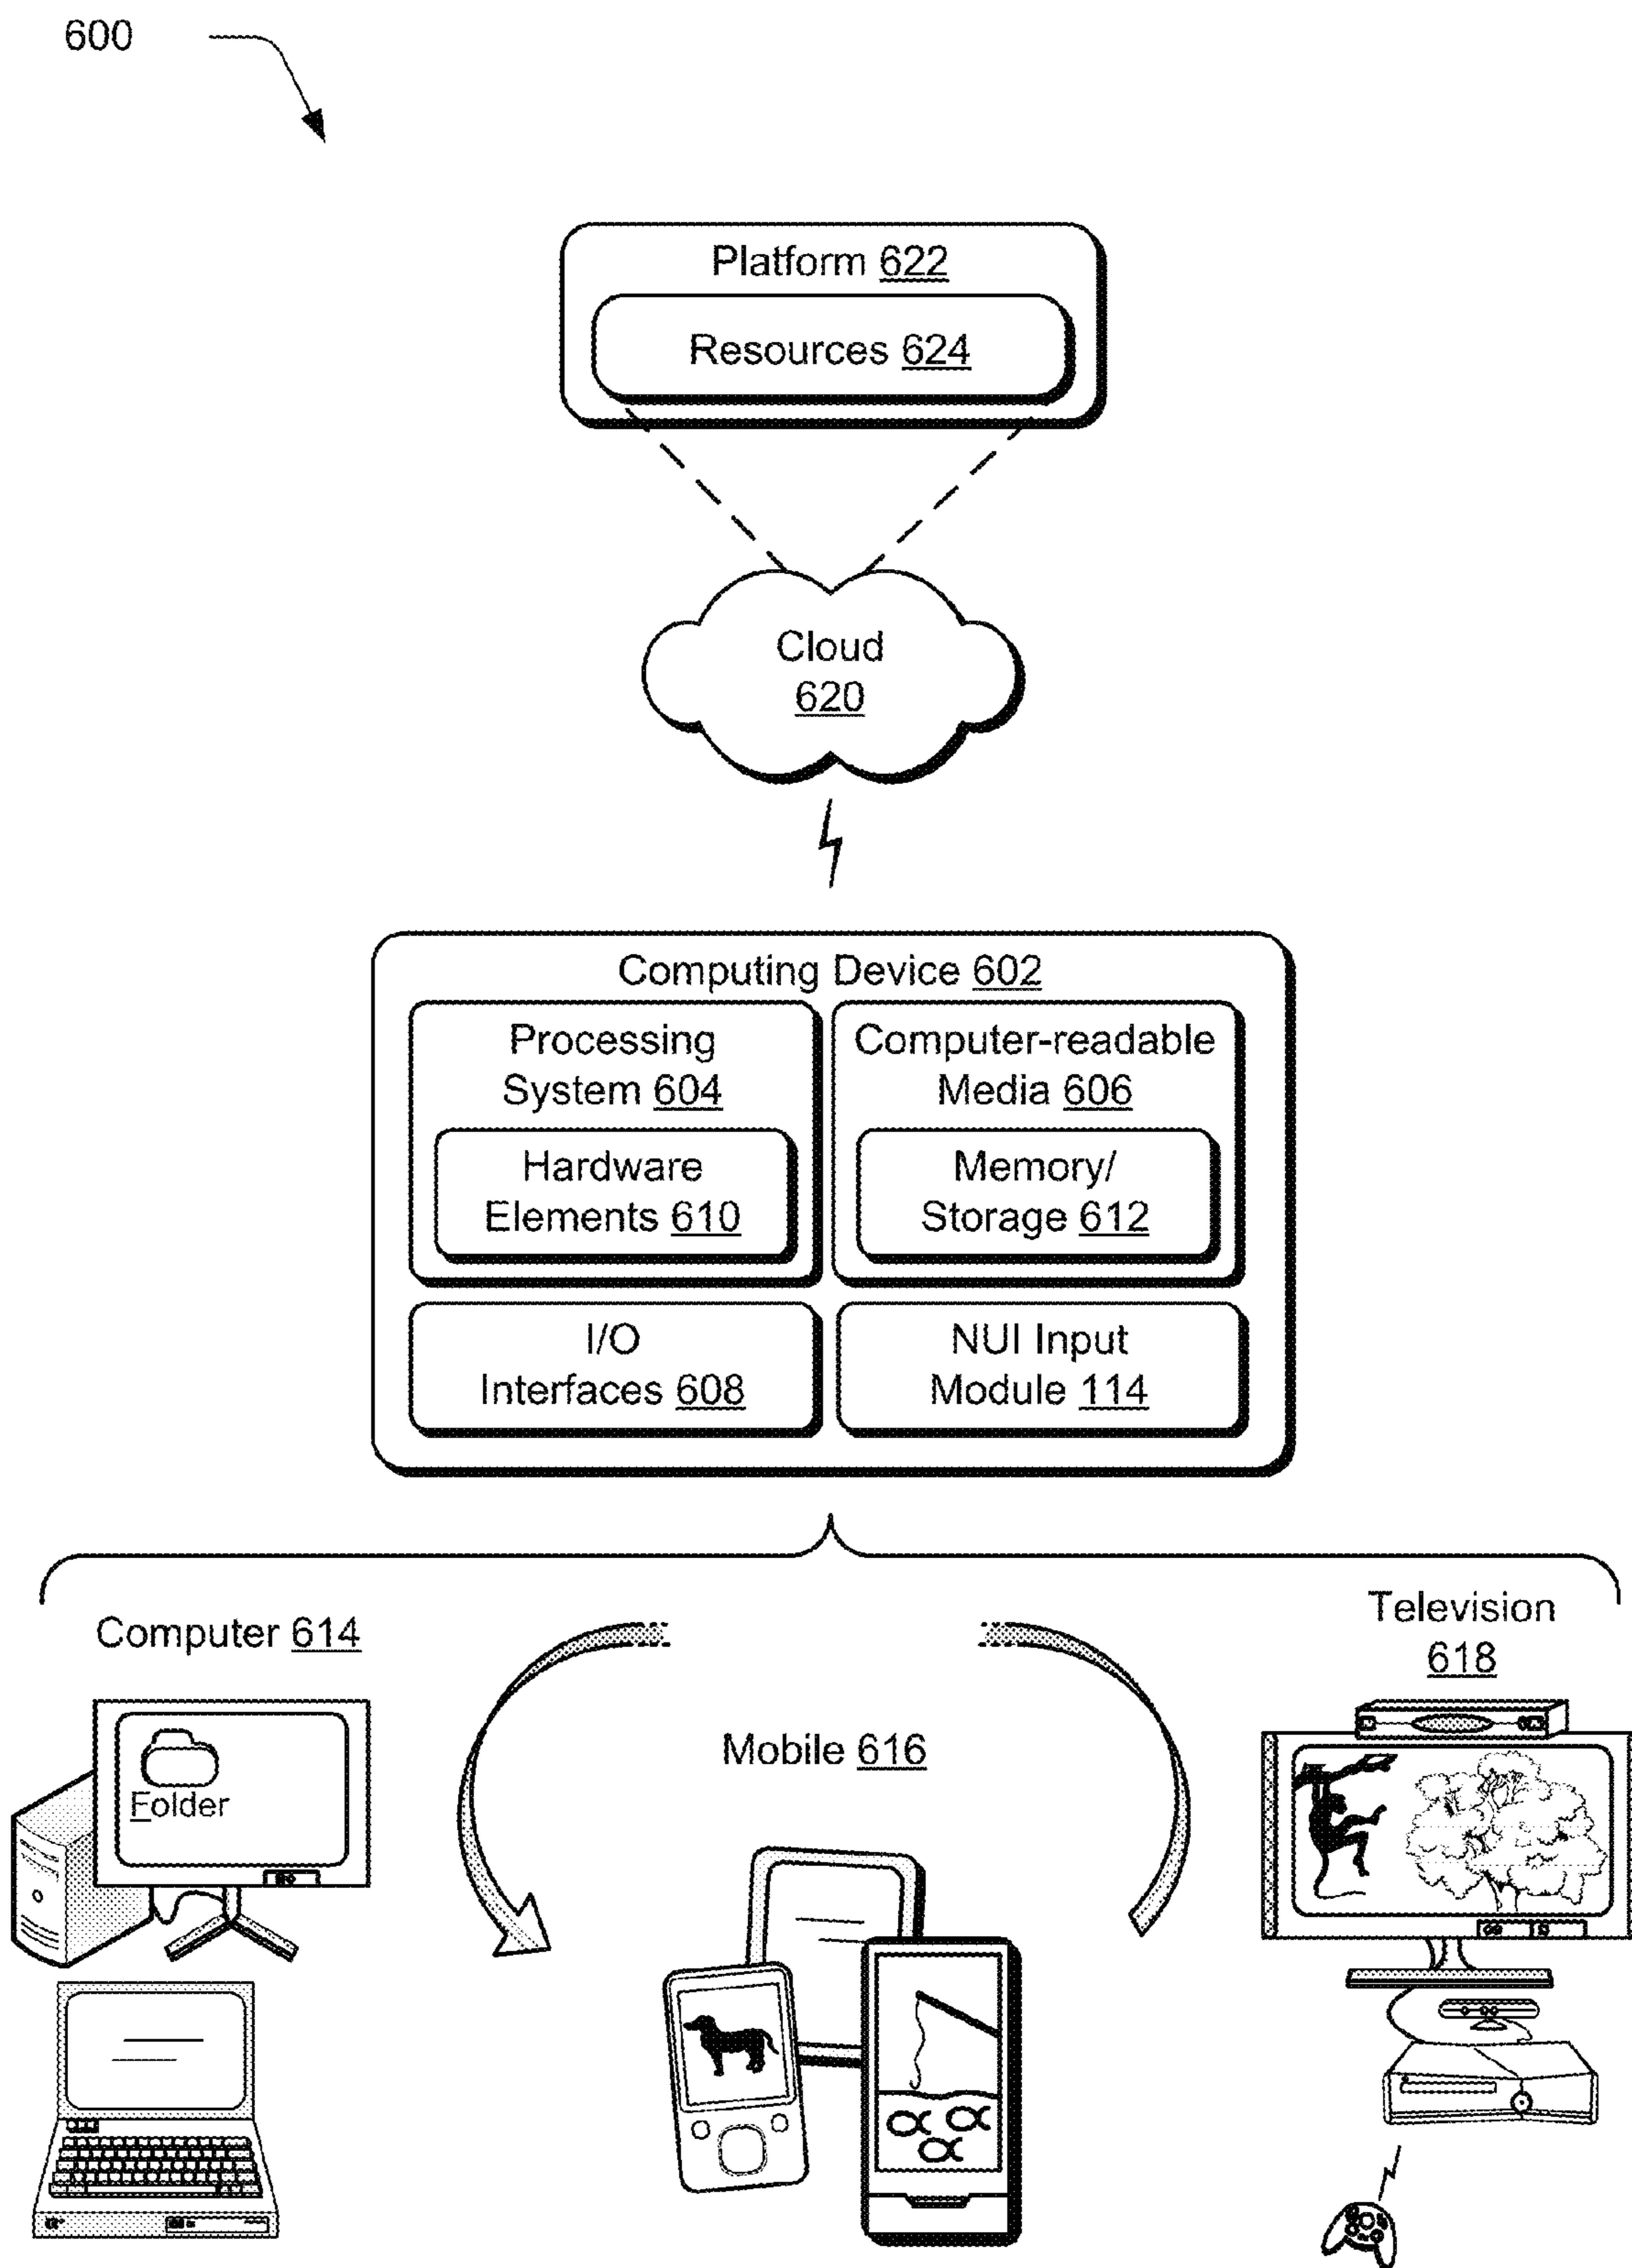 600
Platform 622
Resources 624
Cloud
620
Computing Device 602
Processing
System 604
Hardware
Elements 610
Computer-readable
Media 606
Memory/
Storage 612
I/O
Interfaces 608
NUI Input
Module 114
Computer 614
Mobile 616
Television
618
Folder